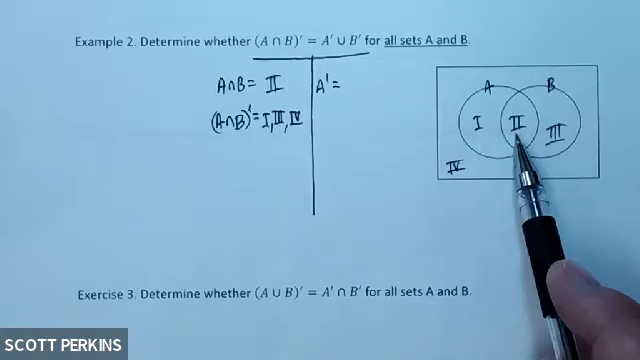 Example 2. Determine whether (A ∩ B)′ = A′ ∪ B′ for all sets A and B.
A∩B = II
A′ =
(A∩B)′ = I, III, IV
A
B
I
II
III
IV
Exercise 3. Determine whether (A ∪ B)′ = A′ ∩ B′ for all sets A and B.
SCOTT PERKINS